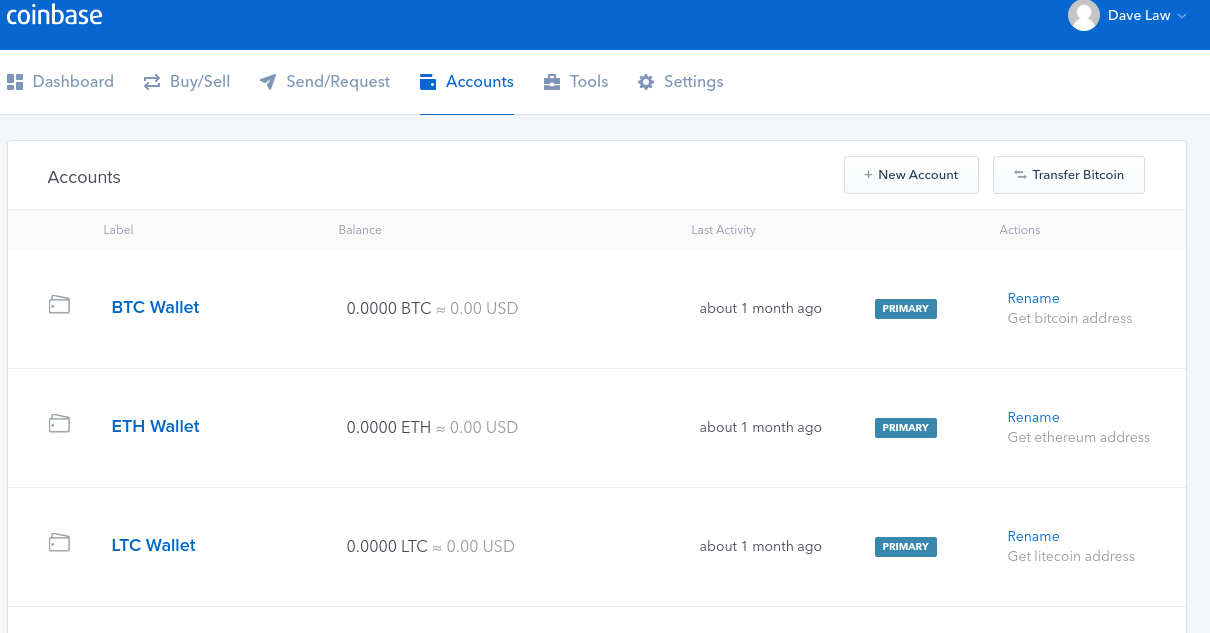 coinbase
Dave Law
Dashboard Buy/Sell Send/Request Accounts Tools Settings
Accounts
+ New Account Transfer Bitcoin
Label Balance Last Activity Actions
BTC Wallet 0.0000 BTC ≈ 0.00 USD about 1 month ago PRIMARY Rename
Get bitcoin address
ETH Wallet 0.0000 ETH ≈ 0.00 USD about 1 month ago PRIMARY Rename
Get ethereum address
LTC Wallet 0.0000 LTC ≈ 0.00 USD about 1 month ago PRIMARY Rename
Get litecoin address